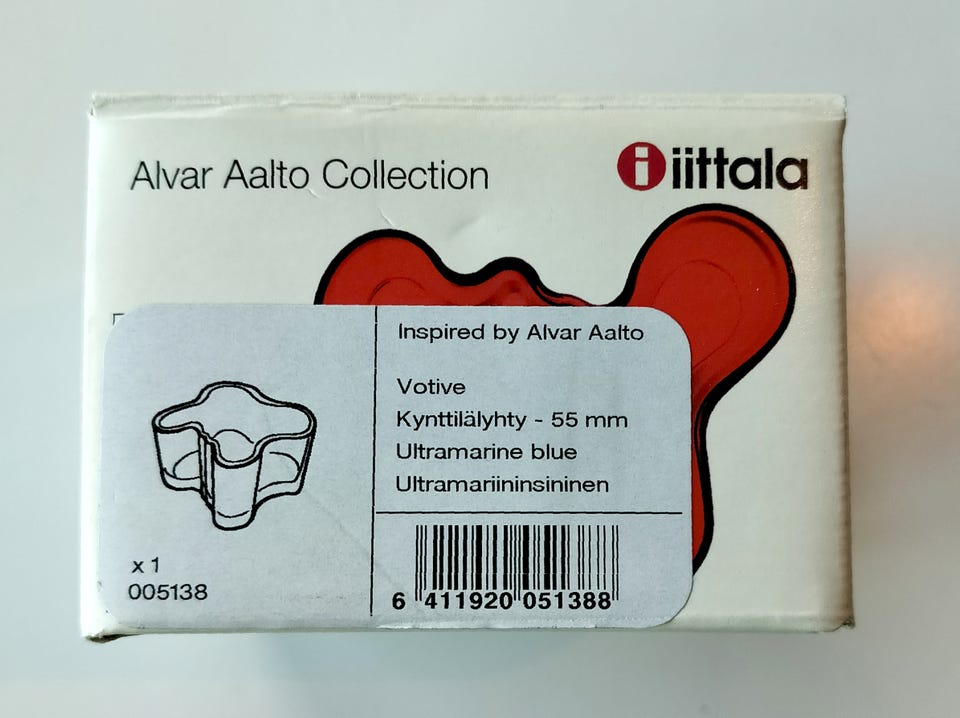 Alvar Aalto Collection
i iittala
Inspired by Alvar Aalto
Votive
Kynttilälyhty - 55 mm
Ultramarine blue
Ultramariininsininen
x 1
005138
6 411920 051388